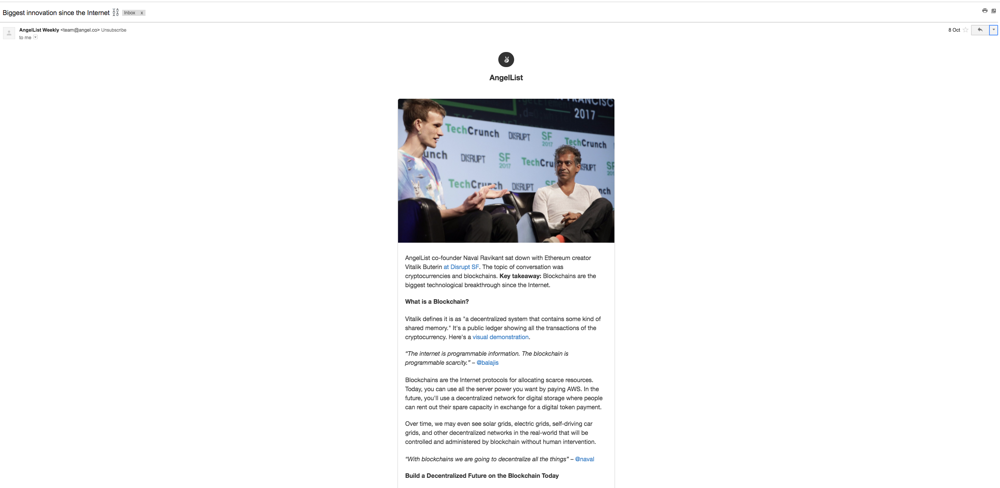 Biggest innovation since the Internet
Inbox x
AngelList Weekly <team@angel.co> Unsubscribe
8 Oct
to me
AngelList
FRANCISC
2017
TechCrunch DISRUPT SF 2017 TechCrunch
unch DISRUPT SF 2017 TechCru ISRUPT SF 201
TechCrunch DISRUPT SF nch
AngelList co-founder Naval Ravikant sat down with Ethereum creator
Vitalik Buterin at Disrupt SF. The topic of conversation was
cryptocurrencies and blockchains. Key takeaway: Blockchains are the
biggest technological breakthrough since the Internet.
What is a Blockchain?
Vitalik defines it is as "a decentralized system that contains some kind of
shared memory." It's a public ledger showing all the transactions of the
cryptocurrency. Here's a visual demonstration.
“The internet is programmable information. The blockchain is
programmable scarcity.” – @balajis
Blockchains are the Internet protocols for allocating scarce resources.
Today, you can use all the server power you want by paying AWS. In the
future, you'll use a decentralized network for digital storage where people
can rent out their spare capacity in exchange for a digital token payment.
Over time, we may even see solar grids, electric grids, self-driving car
grids, and other decentralized networks in the real-world that will be
controlled and administered by blockchain without human intervention.
“With blockchains we are going to decentralize all the things” – @naval
Build a Decentralized Future on the Blockchain Today